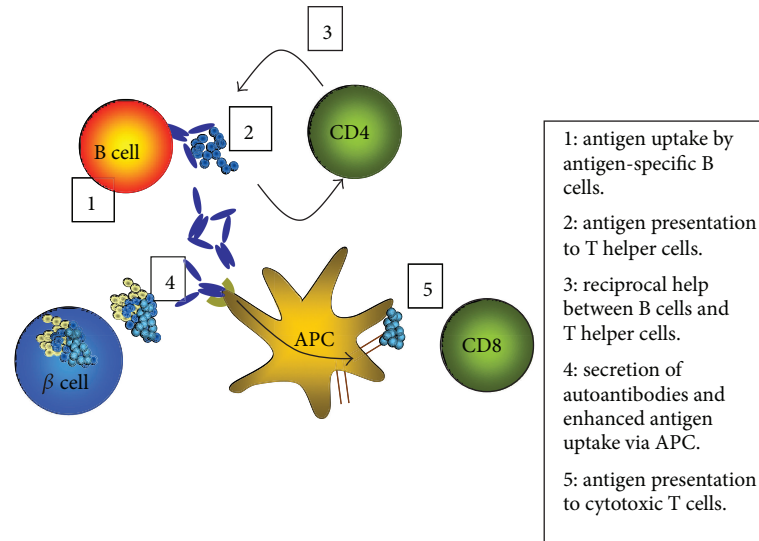 3
2
B cell
CD4
1
4
5
APC
CD8
β cell
1: antigen uptake by
antigen-specific B
cells.
2: antigen presentation
to T helper cells.
3: reciprocal help
between B cells and
T helper cells.
4: secretion of
autoantibodies and
enhanced antigen
uptake via APC.
5: antigen presentation
to cytotoxic T cells.